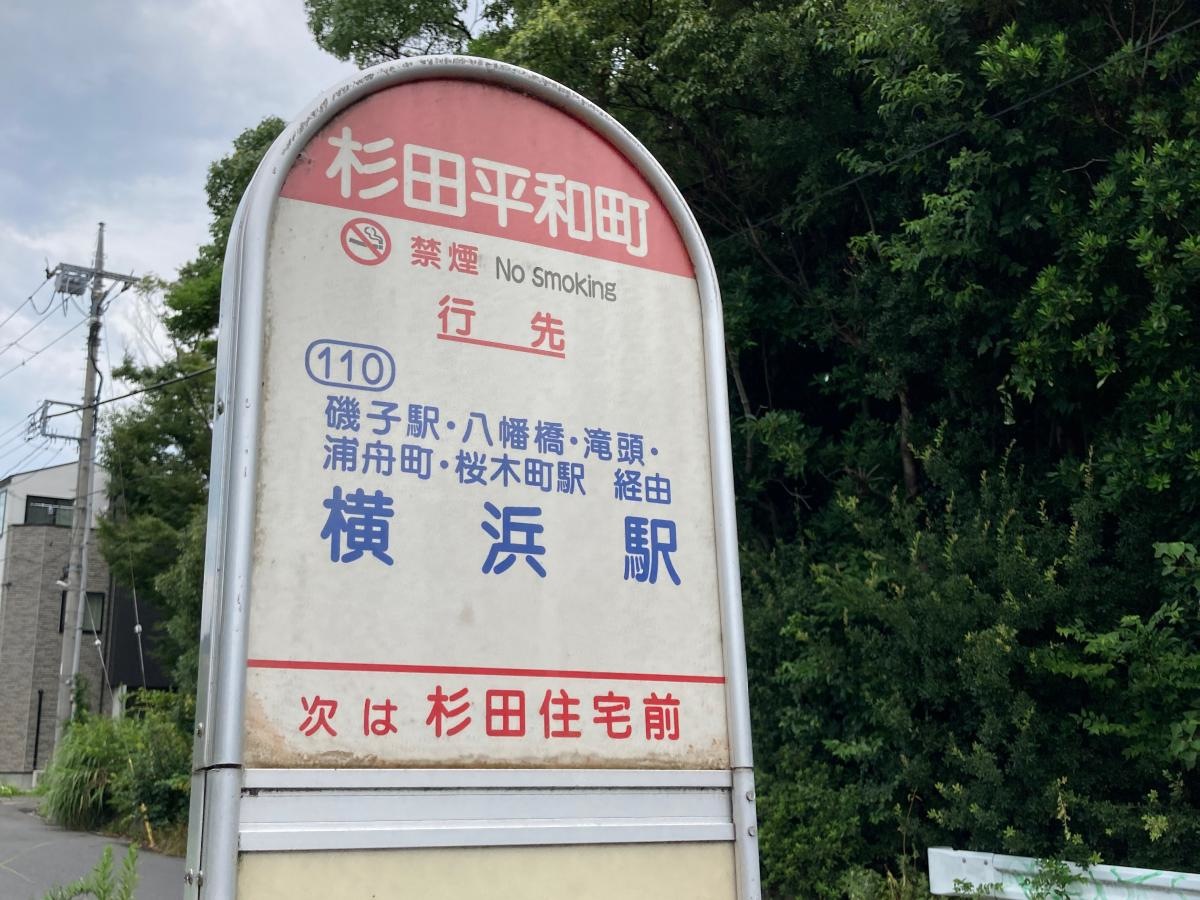 杉田平和町
禁煙 No smoking
行先
110
磯子駅・八幡橋・滝頭・
浦舟町・桜木町駅 経由
横浜駅
次は 杉田住宅前